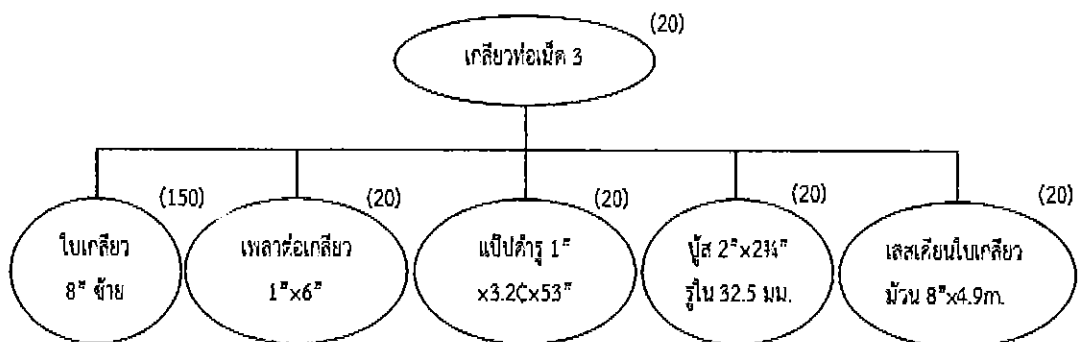 (20)
เกลียวท่อเม็ด 3
(150)
ใบเกลียว
8" ซ้าย
(20)
เพลาต่อเกลียว
1"×6"
(20)
แป๊ปดำรู 1"
×3.2₵×53"
(20)
บู้ส 2"×2¼"
รูใน 32.5 มม.
(20)
เลสเดียนใบเกลียว
ม้วน 8"×4.9m.